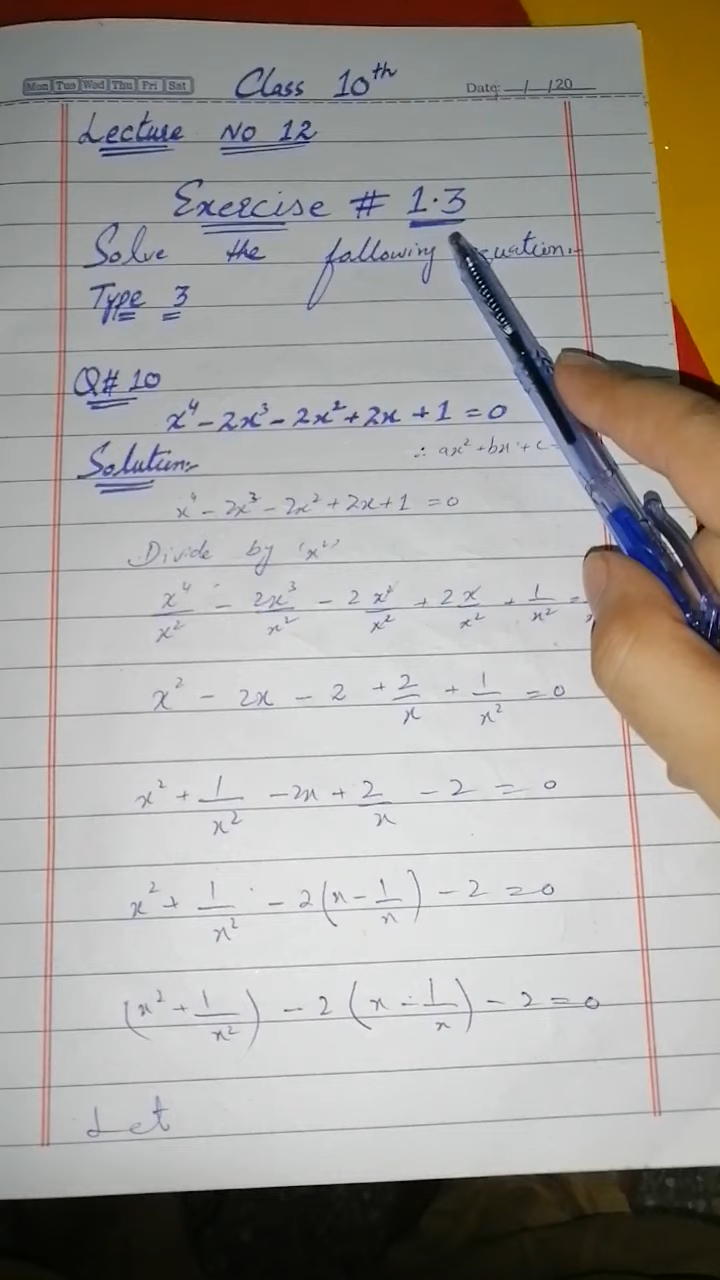 Mon Tue Wed Thu Fri Sat Class 10th Date: __/__/20
Lecture No 12
Exercise # 1.3
Solve the following equation:-
Type 3
Q# 10
x⁴ - 2x³ - 2x² + 2x + 1 = 0
Solution:-
∴ ax² + bx + c
x⁴ - 2x³ - 2x² + 2x + 1 = 0
Divide by 'x²'
x⁴/x² - 2x³/x² - 2x²/x² + 2x/x² + 1/x² =
x² - 2x - 2 + 2/x + 1/x² = 0
x² + 1/x² - 2x + 2/x - 2 = 0
x² + 1/x² - 2(x - 1/x) - 2 = 0
(x² + 1/x²) - 2(x - 1/x) - 2 = 0
Let